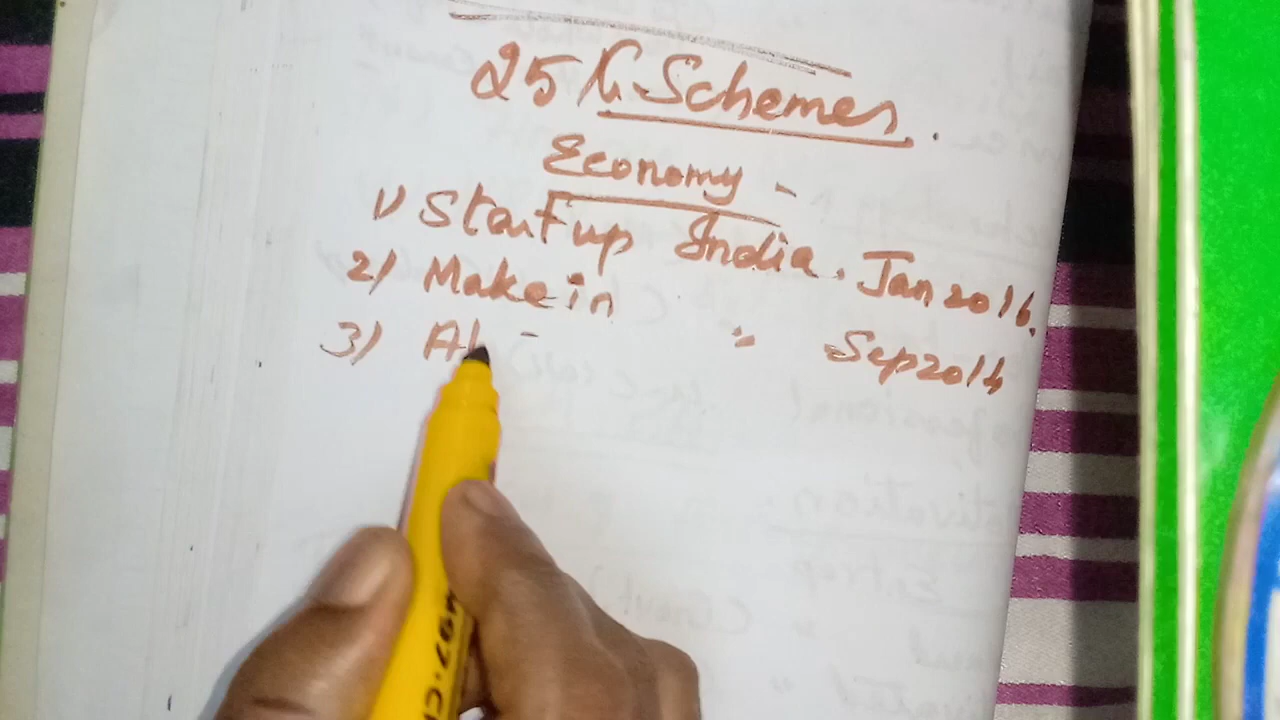 25 G. Schemes.
Economy -
1) Startup India. Jan 2016.
2) Make in " Sep 2014
3)